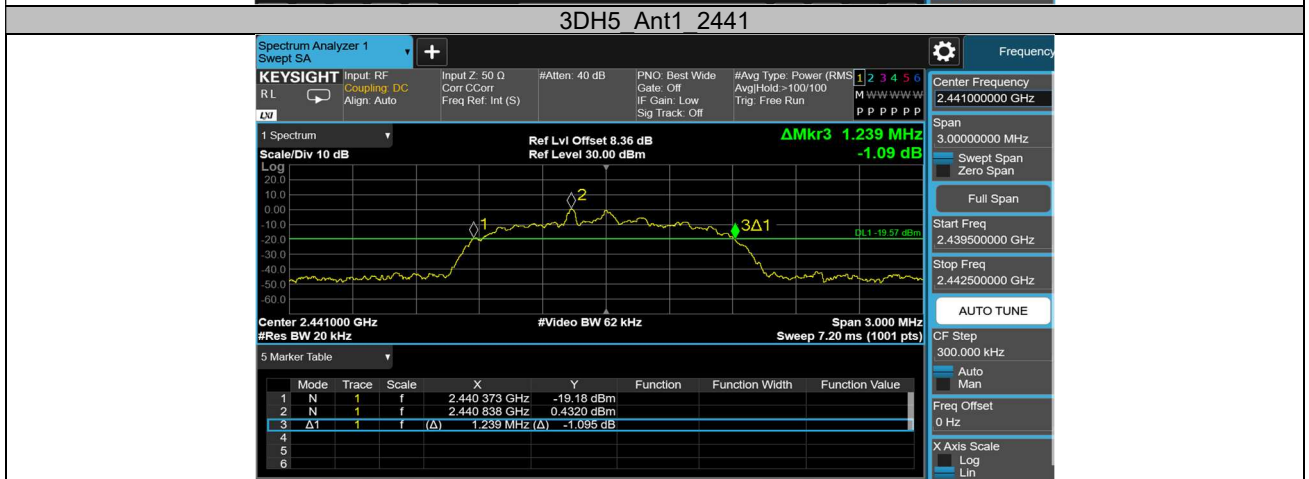 3DH5_Ant1_2441
Spectrum Analyzer 1
Swept SA
+
Frequency
KEYSIGHT
RL
LXI
Input: RF
Coupling: DC
Align: Auto
Input Z: 50 Ω
Corr CCorr
Freq Ref: Int (S)
#Atten: 40 dB
PNO: Best Wide
Gate: Off
IF Gain: Low
Sig Track: Off
#Avg Type: Power (RMS
Avg|Hold:>100/100
Trig: Free Run
1 2 3 4 5 6
M W W W W W
P P P P P P
1 Spectrum
Scale/Div 10 dB
Ref Lvl Offset 8.36 dB
Ref Level 30.00 dBm
ΔMkr3 1.239 MHz
-1.09 dB
Log
20.0
10.0
0.00
-10.0
-20.0
-30.0
-40.0
-50.0
-60.0
1
2
3Δ1
DL1 -19.57 dBm
Center 2.441000 GHz
#Video BW 62 kHz
Span 3.000 MHz
#Res BW 20 kHz
Sweep 7.20 ms (1001 pts)
5 Marker Table
Mode Trace Scale X Y Function Function Width Function Value
1 N 1 f 2.440 373 GHz -19.18 dBm
2 N 1 f 2.440 838 GHz 0.4320 dBm
3 Δ1 1 f (Δ) 1.239 MHz (Δ) -1.095 dB
4
5
6
Center Frequency
2.441000000 GHz
Span
3.00000000 MHz
Swept Span
Zero Span
Full Span
Start Freq
2.439500000 GHz
Stop Freq
2.442500000 GHz
AUTO TUNE
CF Step
300.000 kHz
Auto
Man
Freq Offset
0 Hz
X Axis Scale
Log
Lin